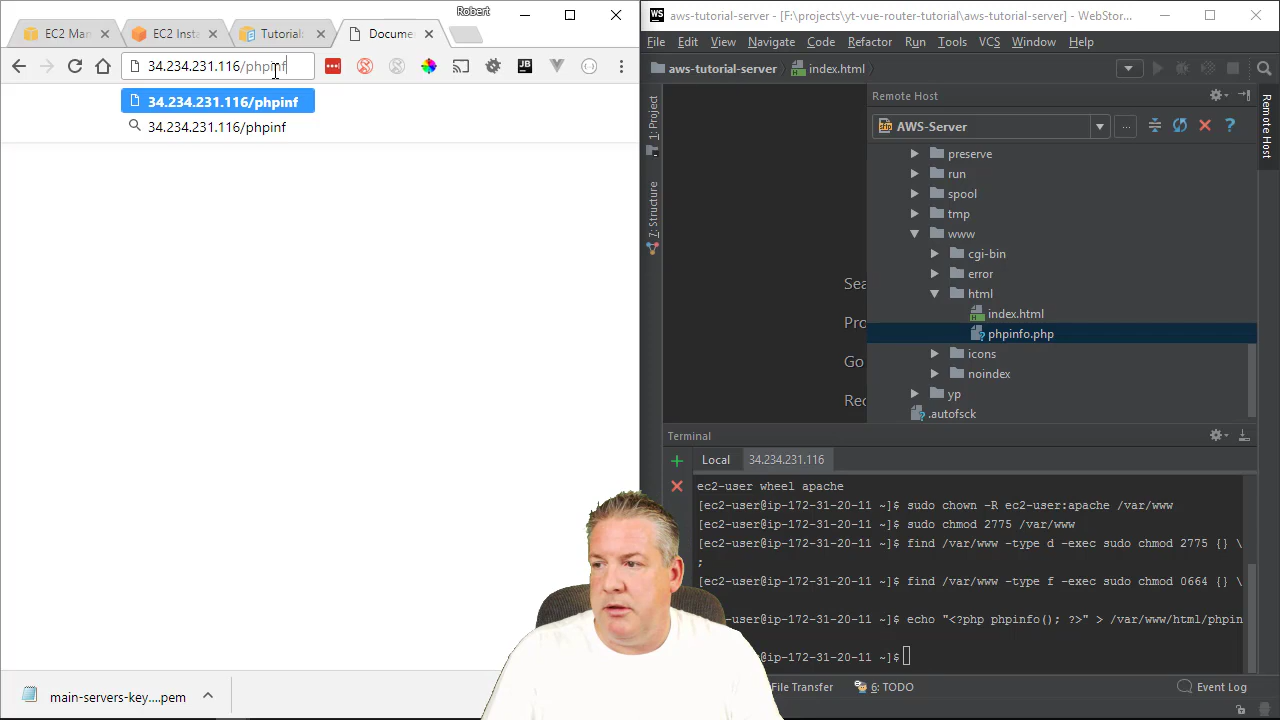 Robert
EC2 Man
EC2 Insta
Tutorial
Docume
34.234.231.116/phpinf
34.234.231.116/phpinf
34.234.231.116/phpinf
main-servers-key....pem
WS
aws-tutorial-server - [F:\projects\yt-vue-router-tutorial\aws-tutorial-server] - WebStor...
File Edit View Navigate Code Refactor Run Tools VCS Window Help
aws-tutorial-server
index.html
1: Project
7: Structure
Sea
Pro
Go
Rec
Remote Host
AWS-Server
...
?
Remote Host
preserve
run
spool
tmp
www
cgi-bin
error
html
index.html
phpinfo.php
icons
noindex
yp
.autofsck
Terminal
Local
34.234.231.116
ec2-user wheel apache
[ec2-user@ip-172-31-20-11 ~]$ sudo chown -R ec2-user:apache /var/www
[ec2-user@ip-172-31-20-11 ~]$ sudo chmod 2775 /var/www
[ec2-user@ip-172-31-20-11 ~]$ find /var/www -type d -exec sudo chmod 2775 {} \
;
[ec2-user@ip-172-31-20-11 ~]$ find /var/www -type f -exec sudo chmod 0664 {} \
@ip-172-31-20-11 ~]$ echo "<?php phpinfo(); ?>" > /var/www/html/phpin
@ip-172-31-20-11 ~]$
File Transfer
6: TODO
Event Log